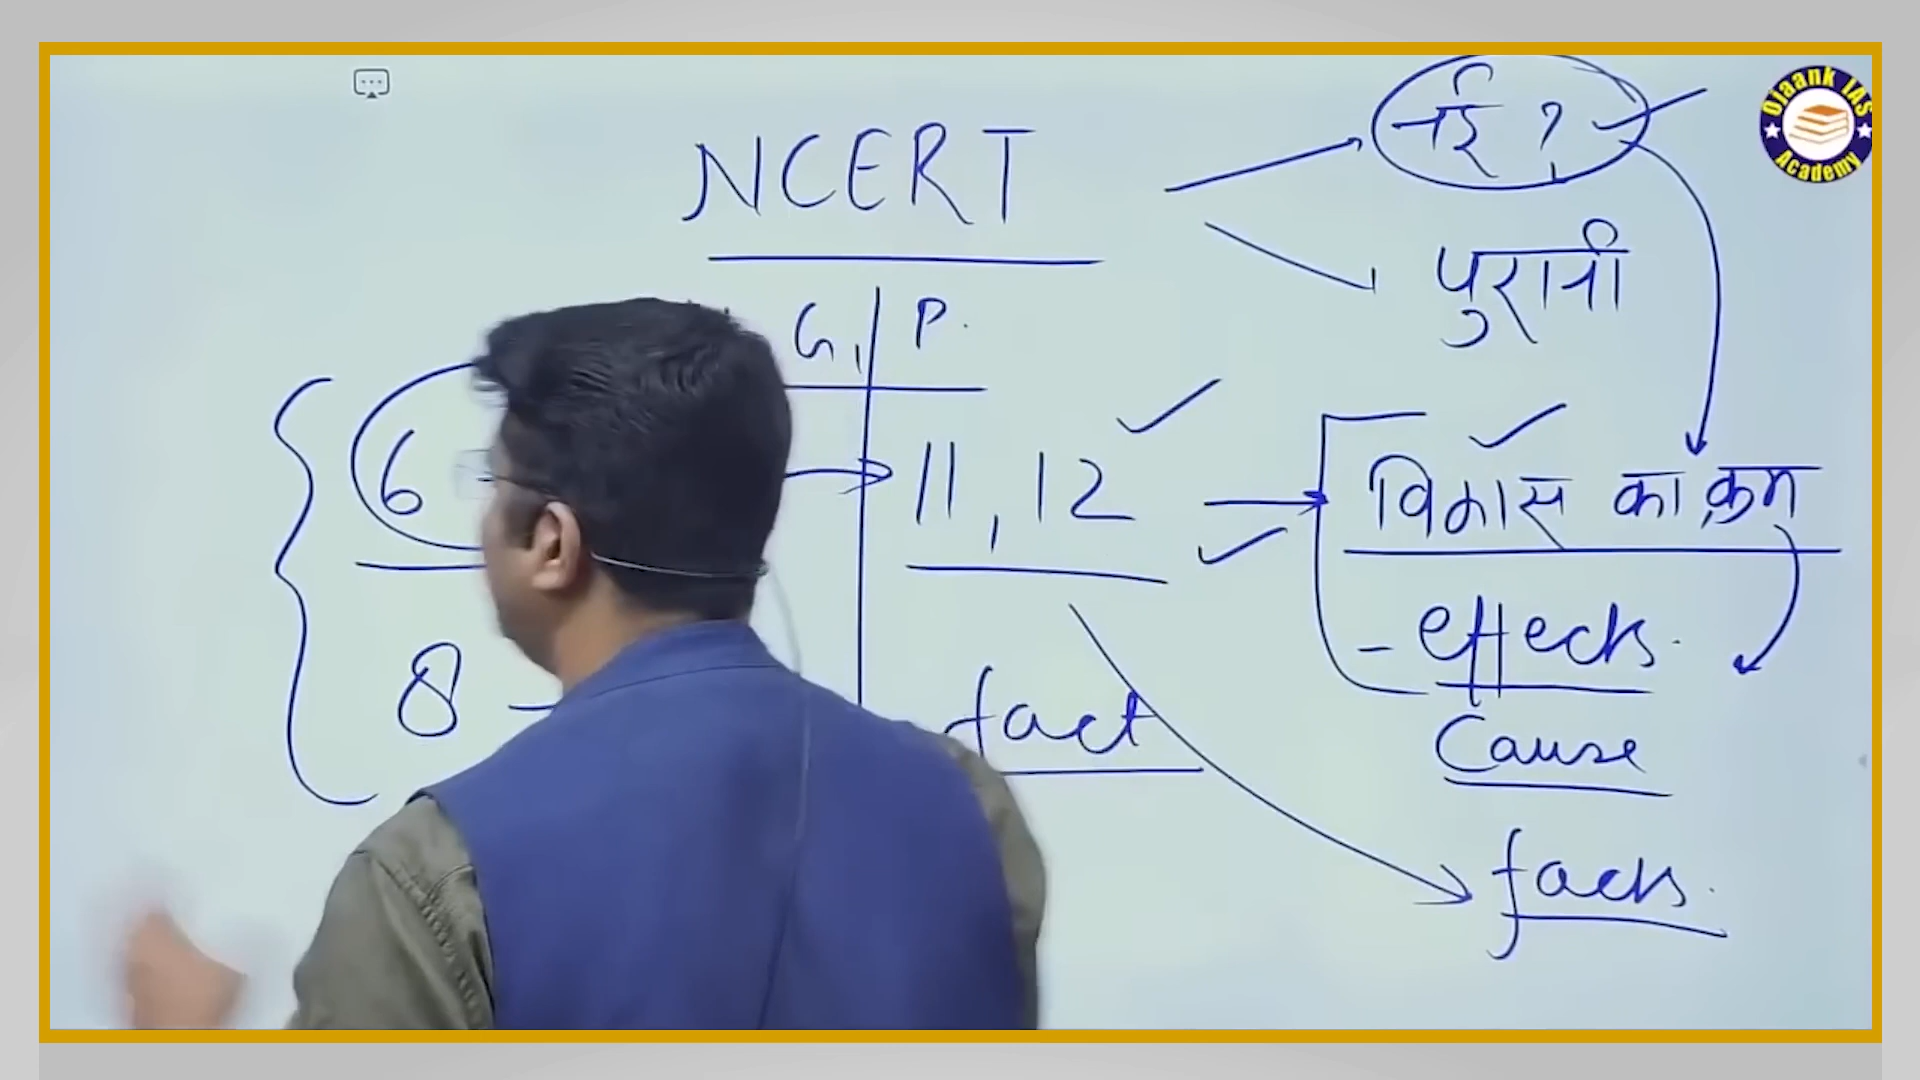 Ojaank IAS
Academy
NCERT
नई ?
पुरानी
G, P.
6
11, 12
विकास का क्रम
- effects.
Cause
8 -
fact
facts.